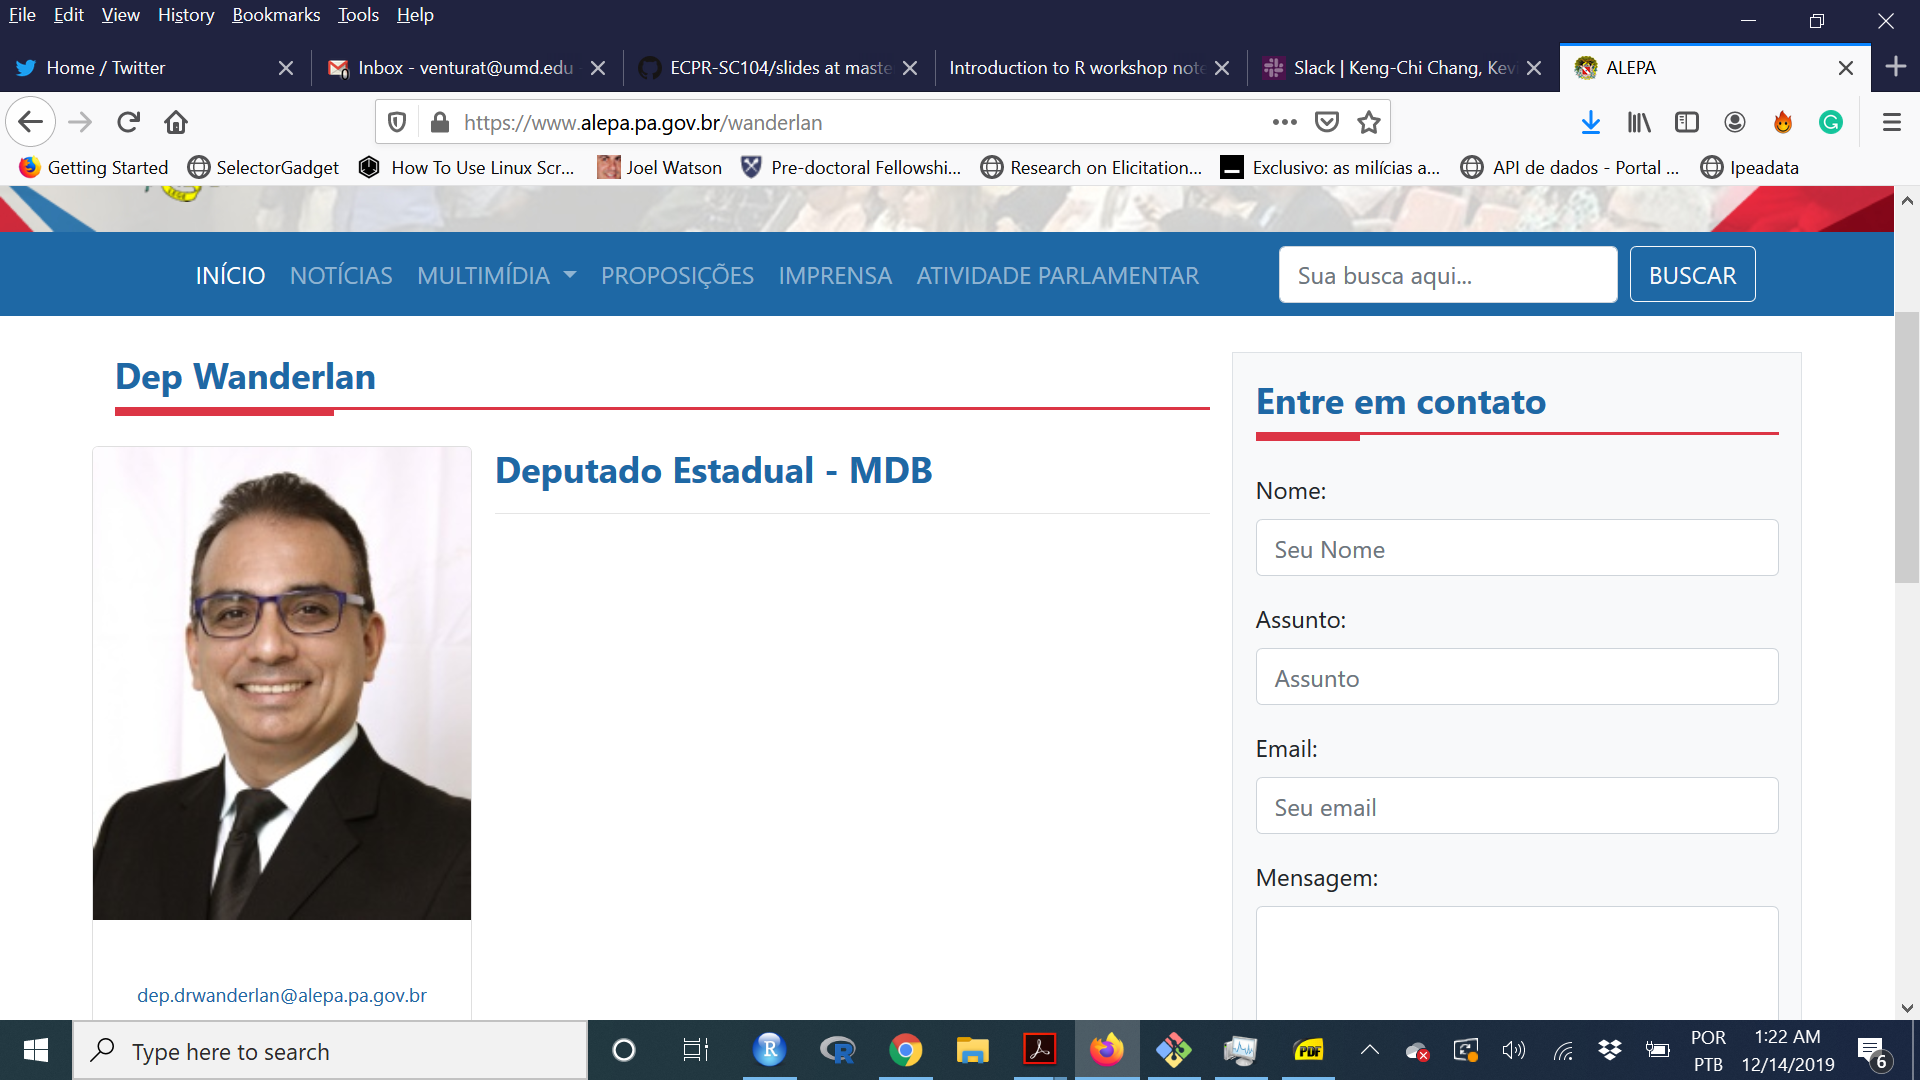 File Edit View History Bookmarks Tools Help
Home / Twitter
Inbox - venturat@umd.edu
ECPR-SC104/slides at maste
Introduction to R workshop note
Slack | Keng-Chi Chang, Kevi
ALEPA
https://www.alepa.pa.gov.br/wanderlan
Getting Started SelectorGadget How To Use Linux Scr... Joel Watson Pre-doctoral Fellowshi... Research on Elicitation... Exclusivo: as milícias a... API de dados - Portal ... Ipeadata
INÍCIO NOTÍCIAS MULTIMÍDIA PROPOSIÇÕES IMPRENSA ATIVIDADE PARLAMENTAR Sua busca aqui... BUSCAR
Dep Wanderlan
Deputado Estadual - MDB
dep.drwanderlan@alepa.pa.gov.br
Entre em contato
Nome:
Seu Nome
Assunto:
Assunto
Email:
Seu email
Mensagem:
Type here to search
PDF
POR
PTB
1:22 AM
12/14/2019
6